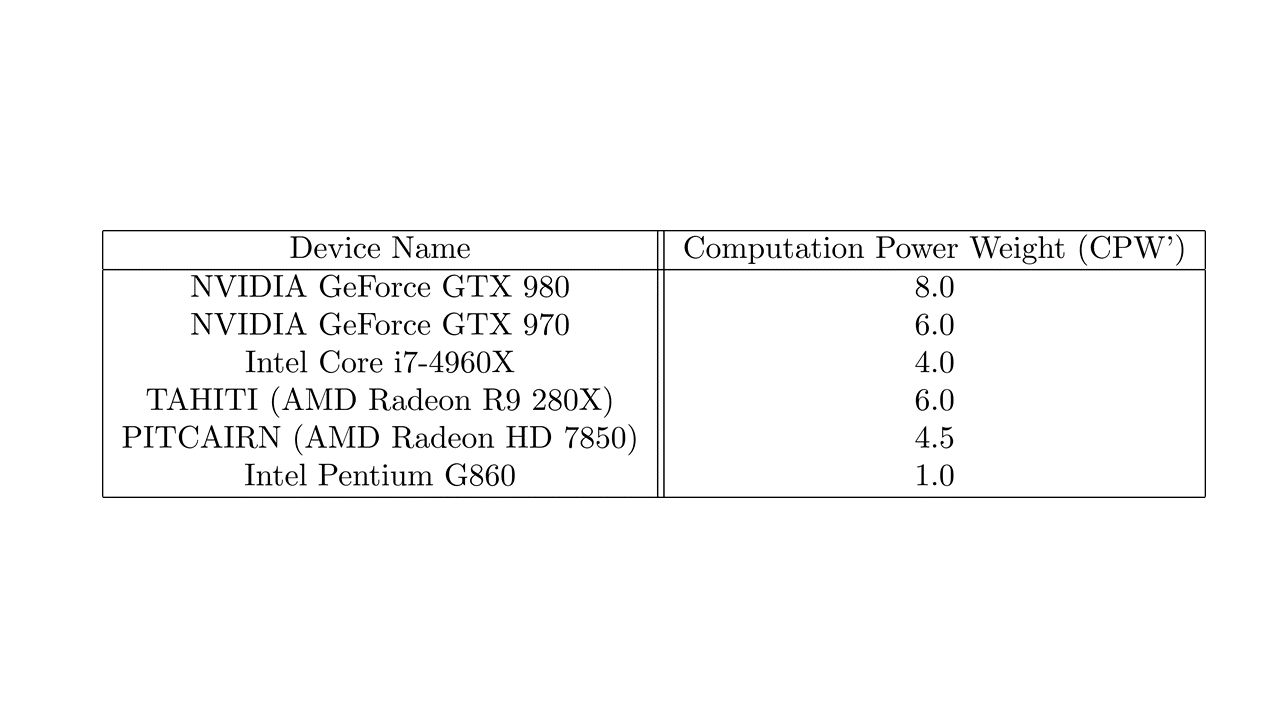 Device Name Computation Power Weight (CPW')
NVIDIA GeForce GTX 980 8.0
NVIDIA GeForce GTX 970 6.0
Intel Core i7-4960X 4.0
TAHITI (AMD Radeon R9 280X) 6.0
PITCAIRN (AMD Radeon HD 7850) 4.5
Intel Pentium G860 1.0